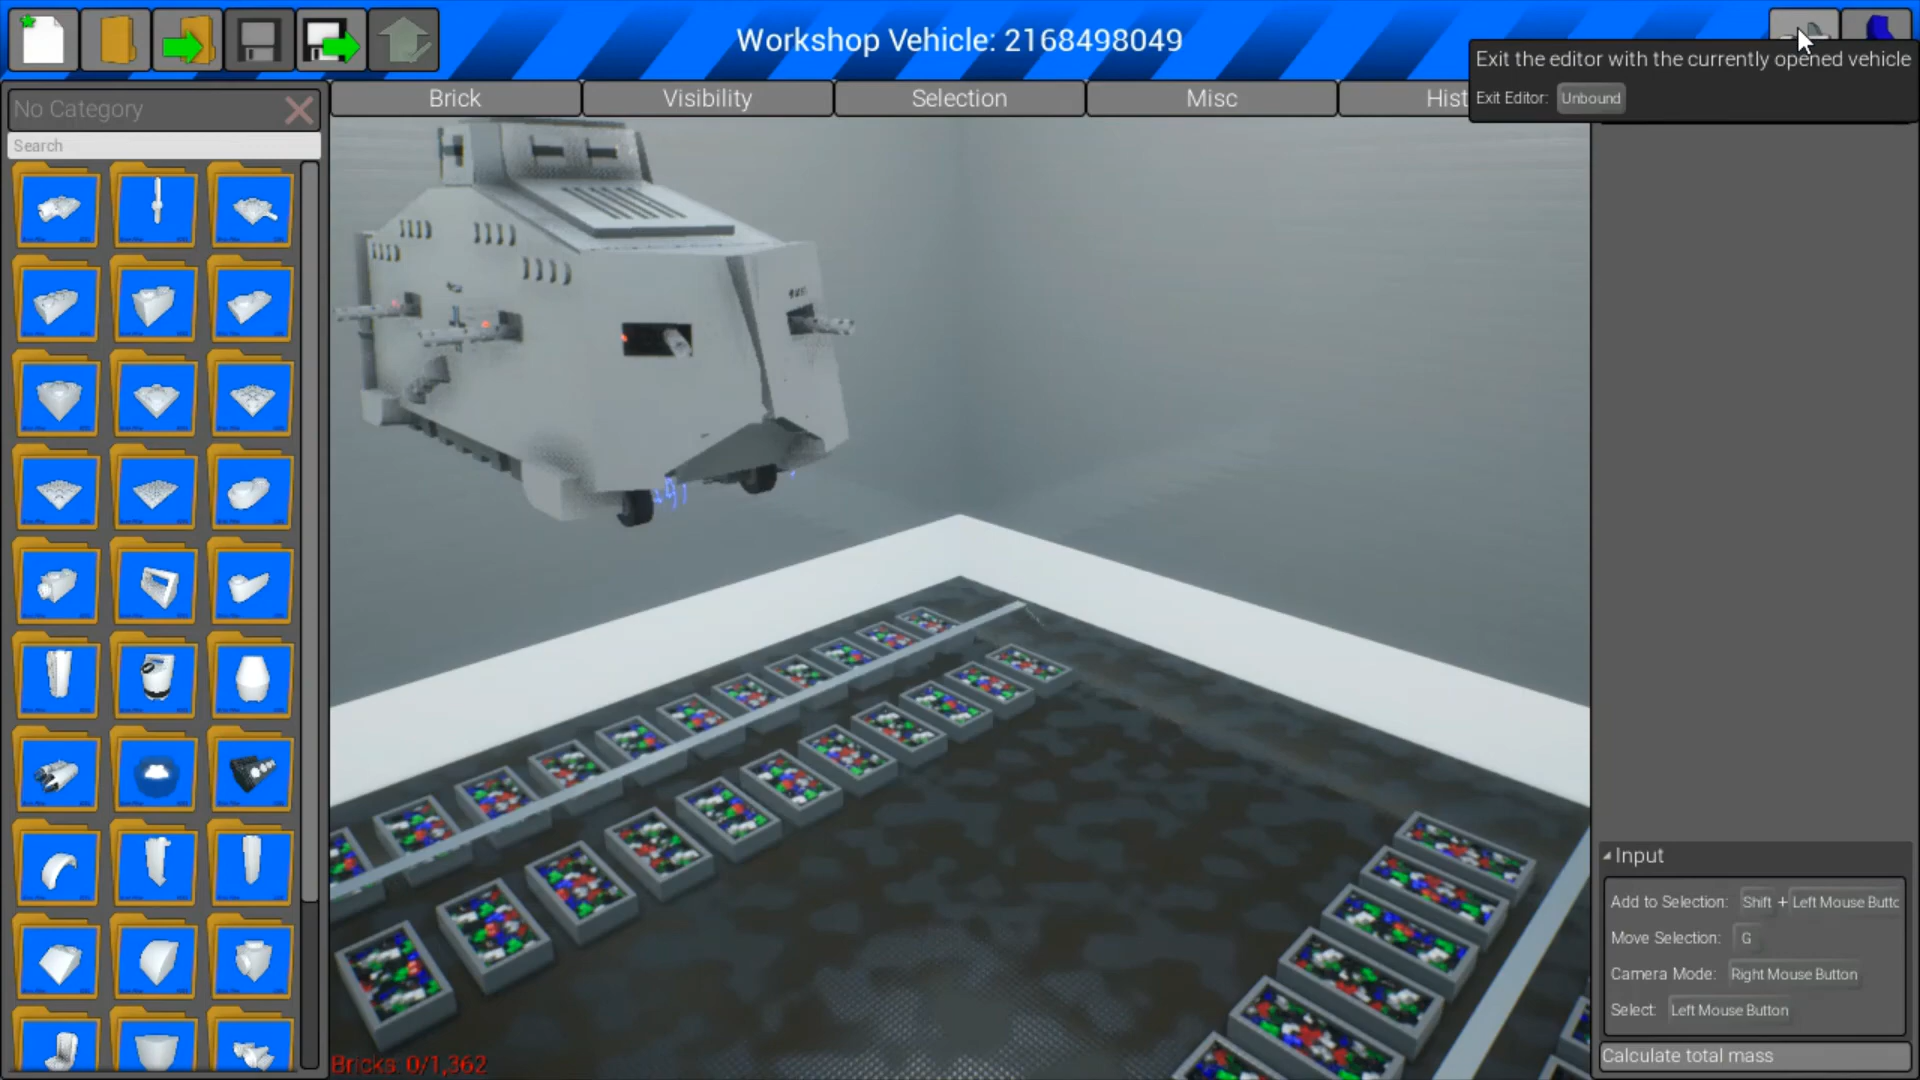 Workshop Vehicle: 2168498049
Exit the editor with the currently opened vehicle
Exit Editor: Unbound
No Category
Search
Brick
Visibility
Selection
Misc
Hist
Input
Add to Selection: Shift + Left Mouse Buttc
Move Selection: G
Camera Mode: Right Mouse Button
Select: Left Mouse Button
Calculate total mass
Bricks: 0/1,362